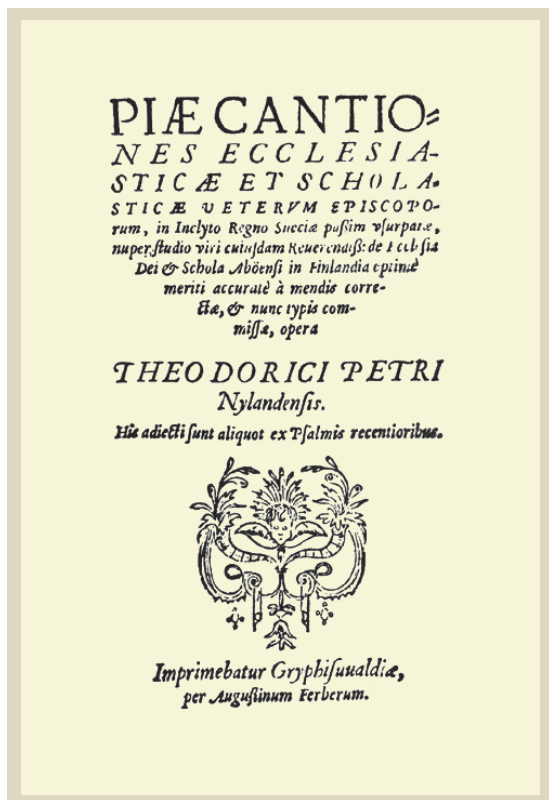 PIÆ CANTIO=
NES ECCLESIA-
STICÆ ET SCHOLA-
STICÆ VETERVM EPISCOPO-
rum, in Inclyto Regno Sueciæ paſſim vſurpatæ,
nuper ſtudio viri cuiuſdam Reuerendiſſ: de Eccleſia
Dei & Schola Aböenſi in Finlandia optimè
meriti accuratè à mendis corre-
ctæ, & nunc typis com-
miſſæ, opera
THEODORICI PETRI
Nylandenſis.
His adiecti ſunt aliquot ex Pſalmis recentioribus.
Imprimebatur Gryphiſuualdiæ,
per Auguſtinum Ferberum.